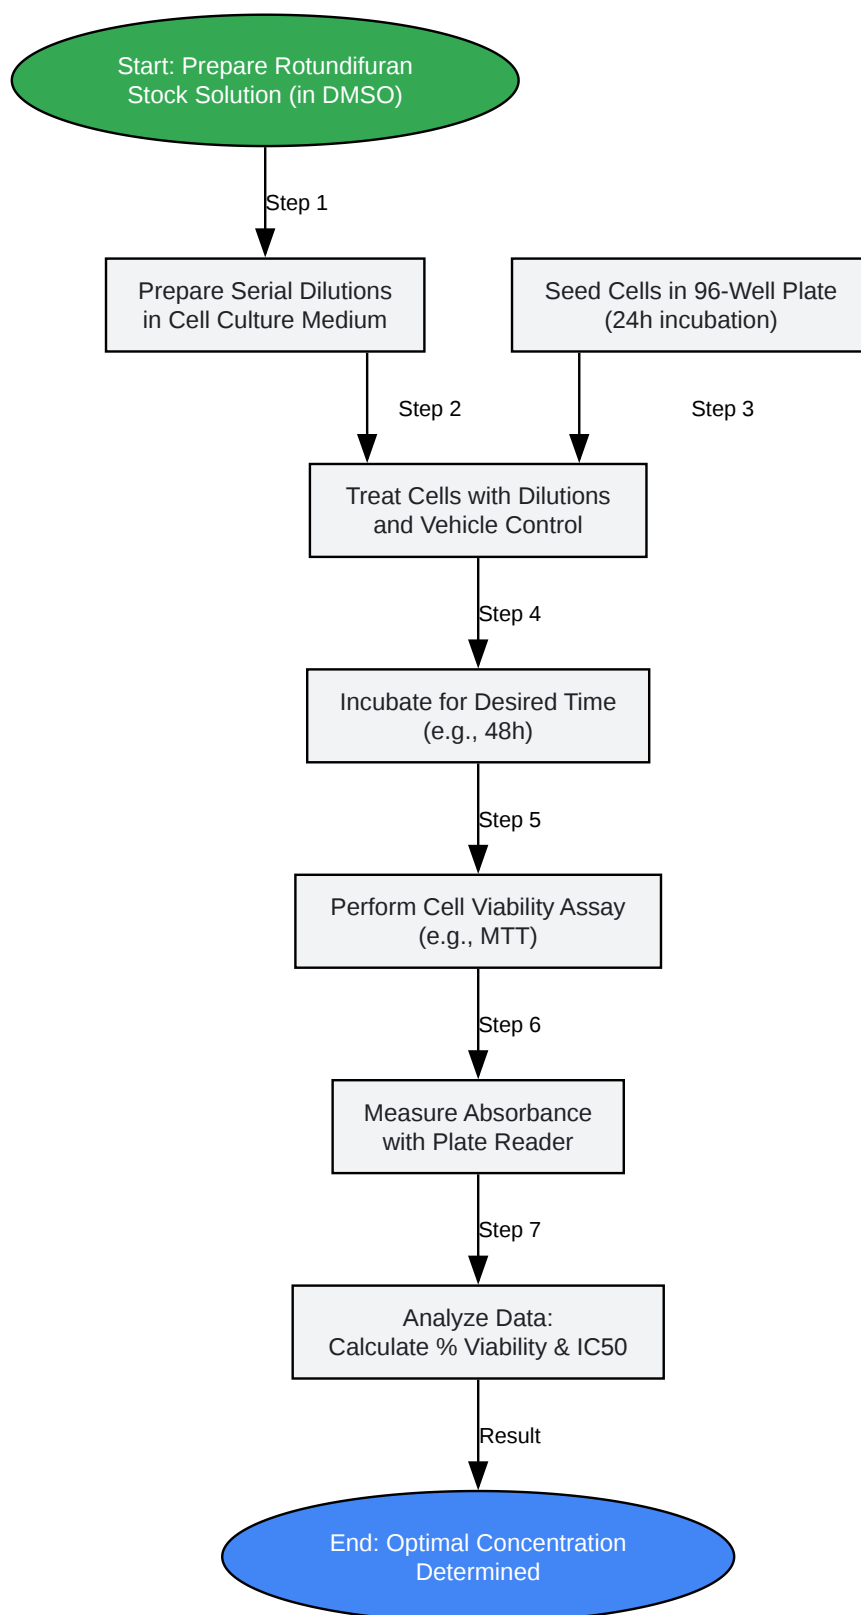 Start: Prepare Rotundifuran
Stock Solution (in DMSO)
Step 1
Prepare Serial Dilutions
in Cell Culture Medium
Seed Cells in 96-Well Plate
(24h incubation)
Step 2
Step 3
Treat Cells with Dilutions
and Vehicle Control
Step 4
Incubate for Desired Time
(e.g., 48h)
Step 5
Perform Cell Viability Assay
(e.g., MTT)
Step 6
Measure Absorbance
with Plate Reader
Step 7
Analyze Data:
Calculate % Viability & IC50
Result
End: Optimal Concentration
Determined